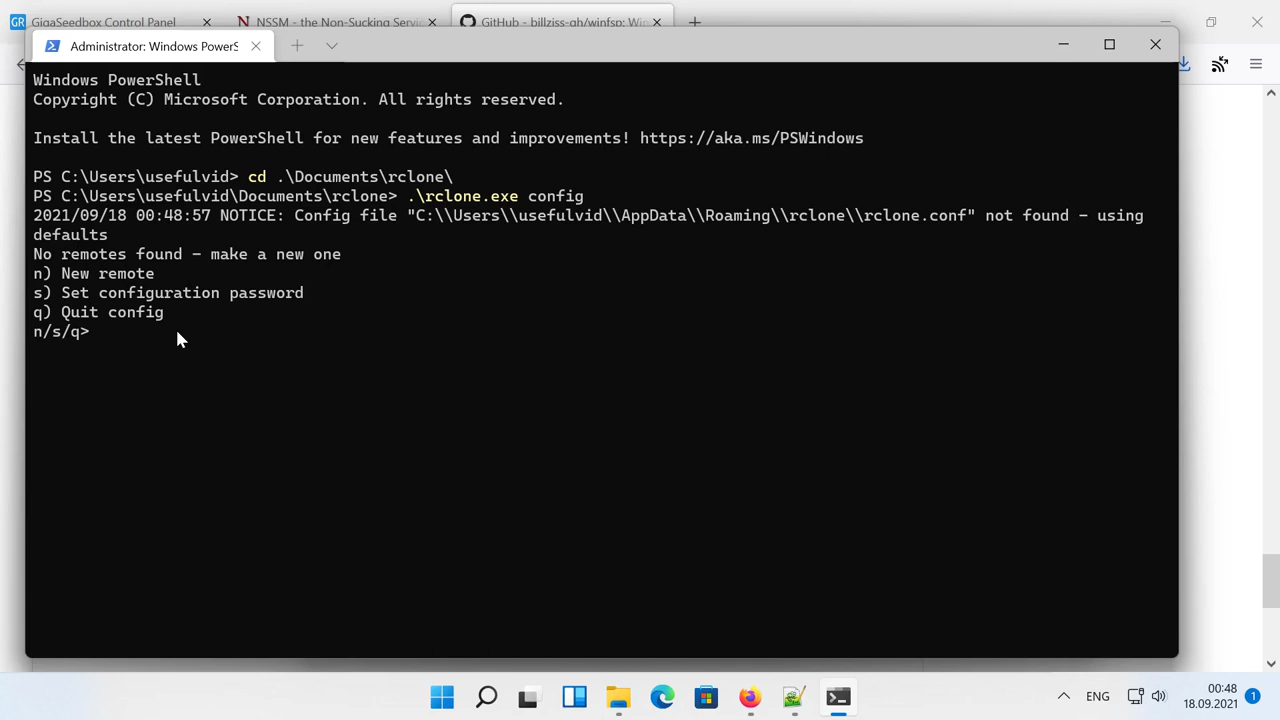 GR GigaSeedbox Control Panel
N NSSM - the Non-Sucking Servi
GitHub - billziss-gh/winfsp: Wi
Administrator: Windows PowerS
Windows PowerShell
Copyright (C) Microsoft Corporation. All rights reserved.
Install the latest PowerShell for new features and improvements! https://aka.ms/PSWindows
PS C:\Users\usefulvid> cd .\Documents\rclone\
PS C:\Users\usefulvid\Documents\rclone> .\rclone.exe config
2021/09/18 00:48:57 NOTICE: Config file "C:\\Users\\usefulvid\\AppData\\Roaming\\rclone\\rclone.conf" not found - using
defaults
No remotes found - make a new one
n) New remote
s) Set configuration password
q) Quit config
n/s/q>
ENG
00:48
18.09.2021
1